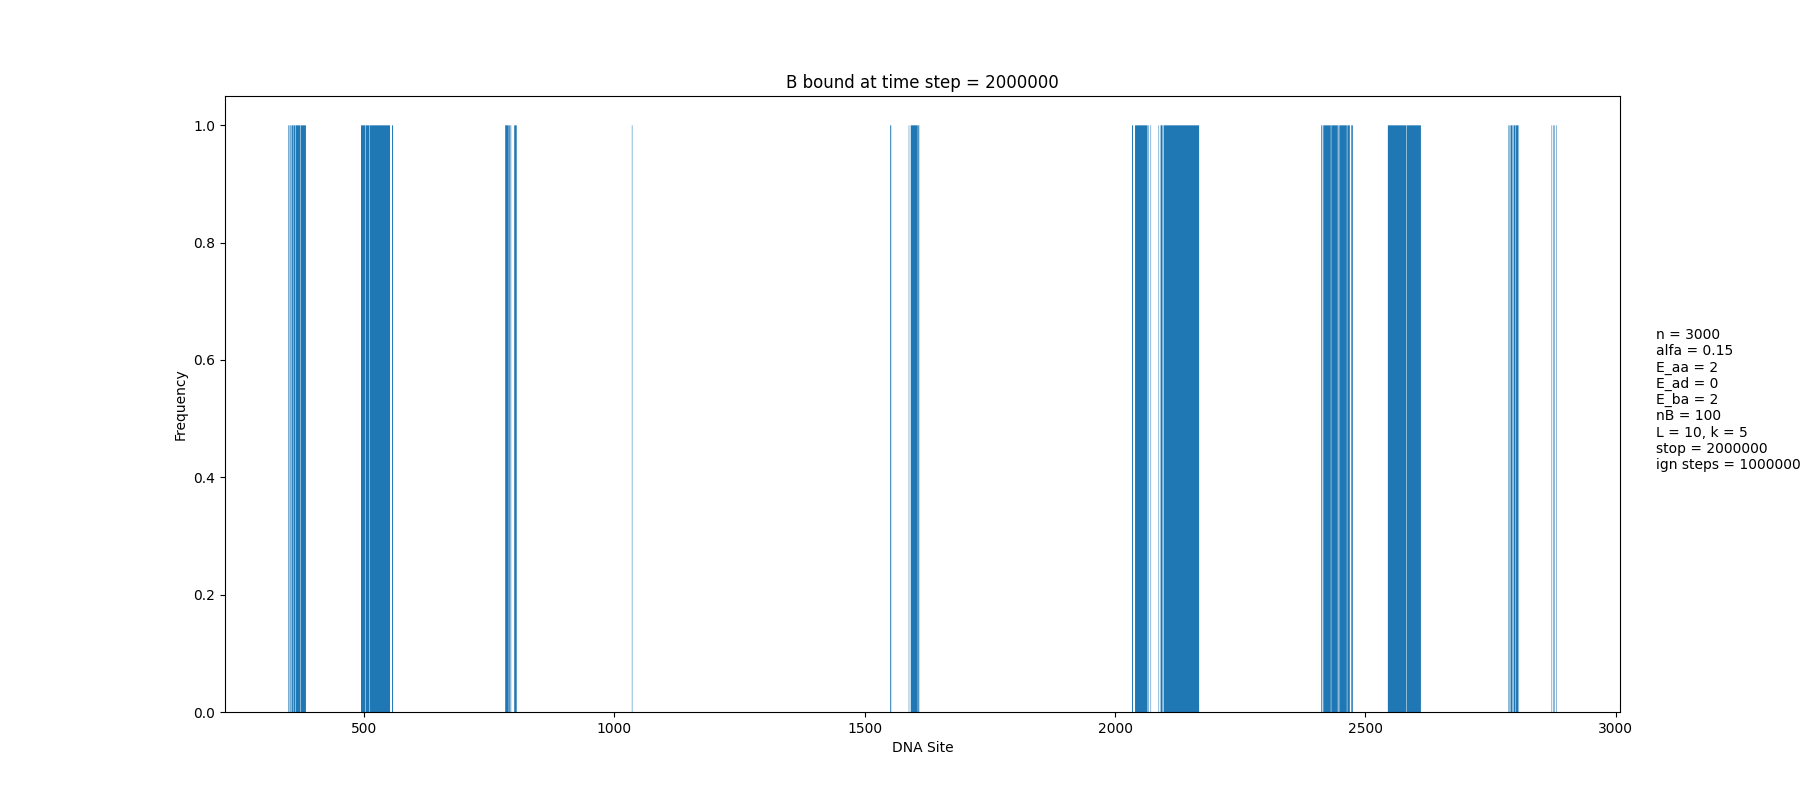 B bound at time step = 2000000
1.0
0.8
0.6
0.4
0.2
0.0
Frequency
500
1000
1500
2000
2500
3000
DNA Site
n = 3000
alfa = 0.15
E_aa = 2
E_ad = 0
E_ba = 2
nB = 100
L = 10, k = 5
stop = 2000000
ign steps = 1000000